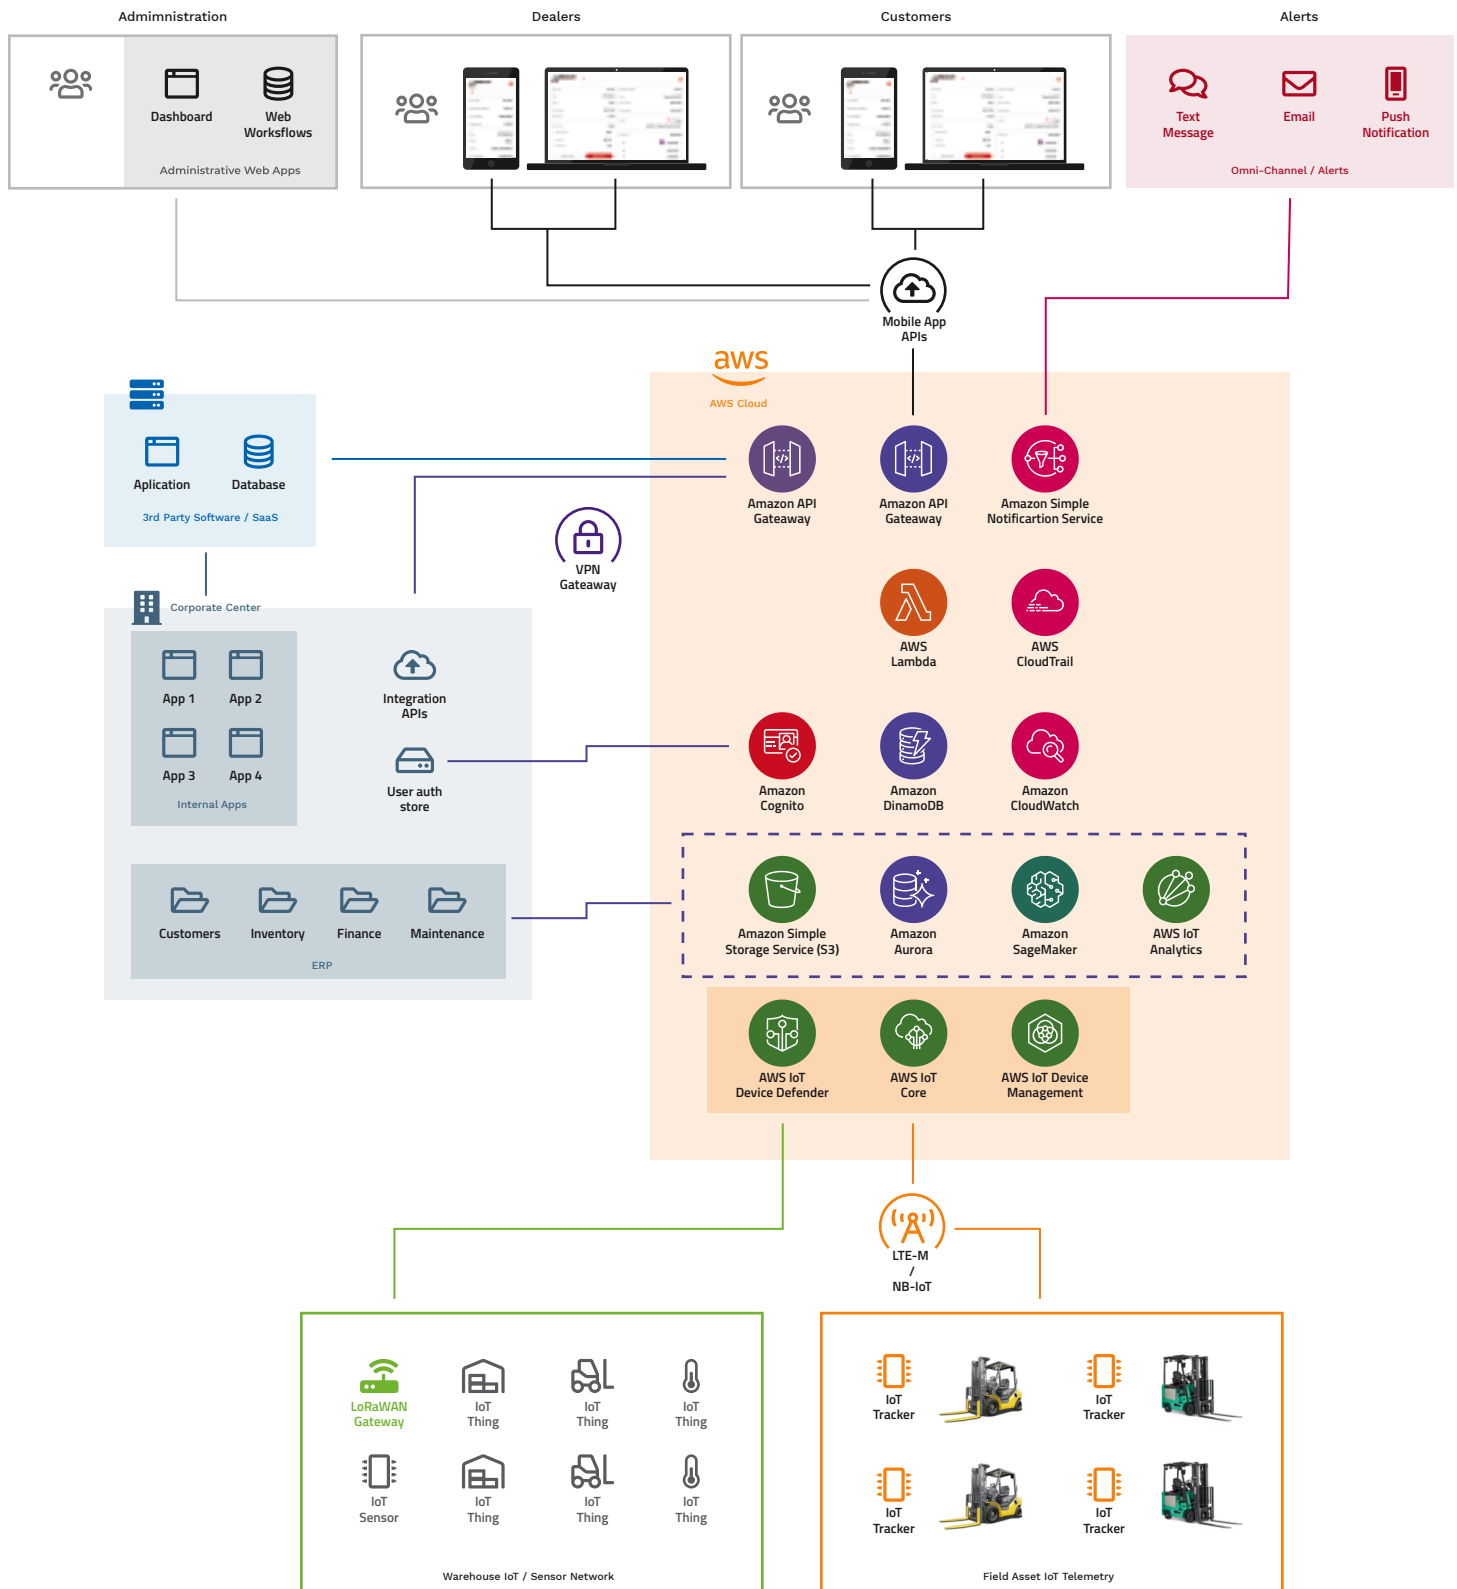 Admimnistration
Dealers
Customers
Alerts
Dashboard
Web
Worksflows
Administrative Web Apps
Text
Message
Email
Push
Notification
Omni-Channel / Alerts
Mobile App
APIs
aws
AWS Cloud
Aplication
Database
3rd Party Software / SaaS
Amazon API
Gateaway
Amazon API
Gateaway
Amazon Simple
Notificartion Service
VPN
Gateaway
Corporate Center
App 1
App 2
App 3
App 4
Internal Apps
Integration
APIs
User auth
store
AWS
Lambda
AWS
CloudTrail
Amazon
Cognito
Amazon
DinamoDB
Amazon
CloudWatch
Customers
Inventory
Finance
Maintenance
ERP
Amazon Simple
Storage Service (S3)
Amazon
Aurora
Amazon
SageMaker
AWS IoT
Analytics
AWS IoT
Device Defender
AWS IoT
Core
AWS IoT Device
Management
LTE-M
/
NB-IoT
LoRaWAN
Gateway
IoT
Thing
IoT
Thing
IoT
Thing
IoT
Sensor
IoT
Thing
IoT
Thing
IoT
Thing
Warehouse IoT / Sensor Network
IoT
Tracker
IoT
Tracker
IoT
Tracker
IoT
Tracker
Field Asset IoT Telemetry